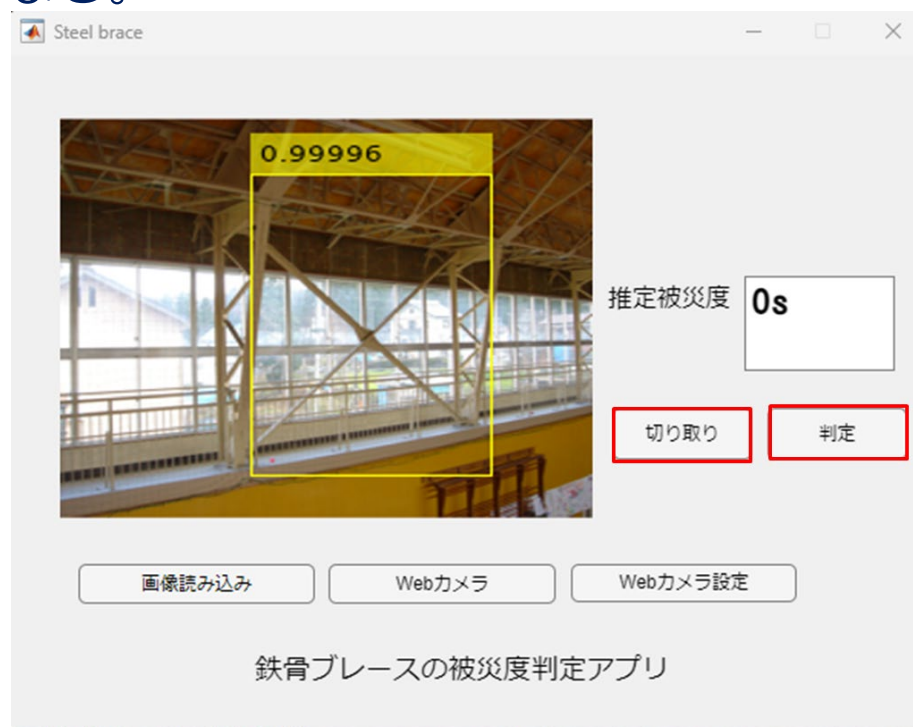 Steel brace
0.99996
推定被災度
0s
切り取り
判定
画像読み込み
Webカメラ
Webカメラ設定
鉄骨ブレースの被災度判定アプリ